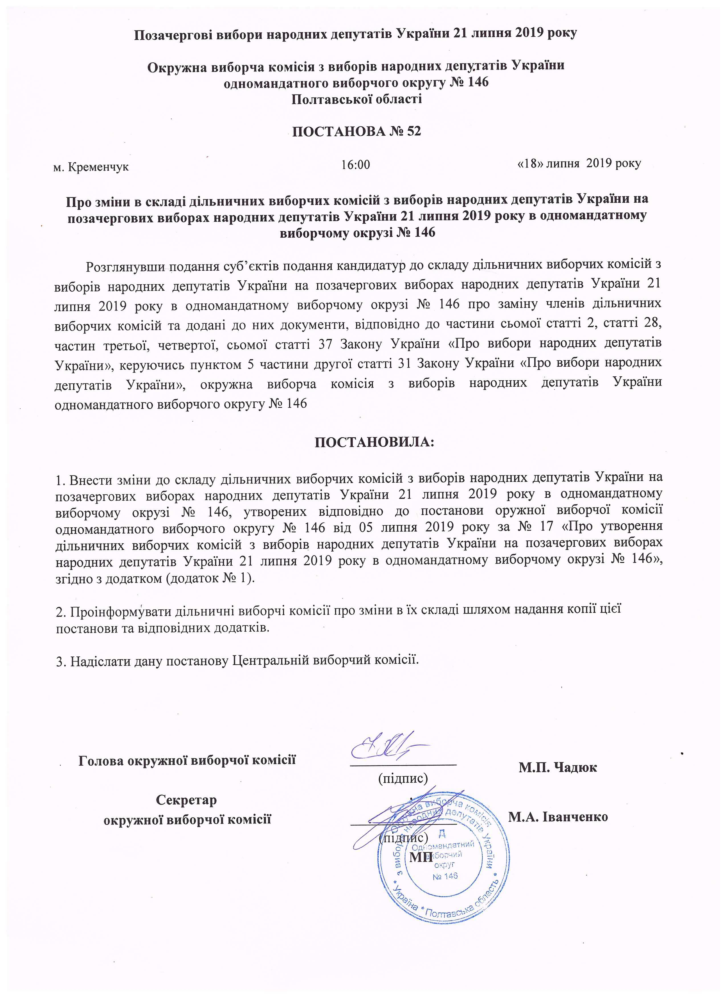 Позачергові вибори народних депутатів України 21 липня 2019 року
Окружна виборча комісія з виборів народних депутатів України
одномандатного виборчого округу № 146
Полтавської області
ПОСТАНОВА № 52
м. Кременчук 16:00 «18» липня 2019 року
Про зміни в складі дільничних виборчих комісій з виборів народних депутатів України на
позачергових виборах народних депутатів України 21 липня 2019 року в одномандатному
виборчому окрузі № 146
Розглянувши подання суб’єктів подання кандидатур до складу дільничних виборчих комісій з
виборів народних депутатів України на позачергових виборах народних депутатів України 21
липня 2019 року в одномандатному виборчому окрузі № 146 про заміну членів дільничних
виборчих комісій та додані до них документи, відповідно до частини сьомої статті 2, статті 28,
частин третьої, четвертої, сьомої статті 37 Закону України «Про вибори народних депутатів
України», керуючись пунктом 5 частини другої статті 31 Закону України «Про вибори народних
депутатів України», окружна виборча комісія з виборів народних депутатів України
одномандатного виборчого округу № 146
ПОСТАНОВИЛА:
1. Внести зміни до складу дільничних виборчих комісій з виборів народних депутатів України на
позачергових виборах народних депутатів України 21 липня 2019 року в одномандатному
виборчому окрузі № 146, утворених відповідно до постанови оружної виборчої комісії
одномандатного виборчого округу № 146 від 05 липня 2019 року за № 17 «Про утворення
дільничних виборчих комісій з виборів народних депутатів України на позачергових виборах
народних депутатів України 21 липня 2019 року в одномандатному виборчому окрузі № 146»,
згідно з додатком (додаток № 1).
2. Проінформувати дільничні виборчі комісії про зміни в їх складі шляхом надання копії цієї
постанови та відповідних додатків.
3. Надіслати дану постанову Центральній виборчий комісії.
Голова окружної виборчої комісії
(підпис)
М.П. Чадюк
Секретар
окружної виборчої комісії
(підпис)
М.А. Іванченко
МП
Окружна виборча комісія
з виборів народних депутатів України
* Україна * Полтавська область *
Д
Одномандатний
виборчий
округ
№ 146